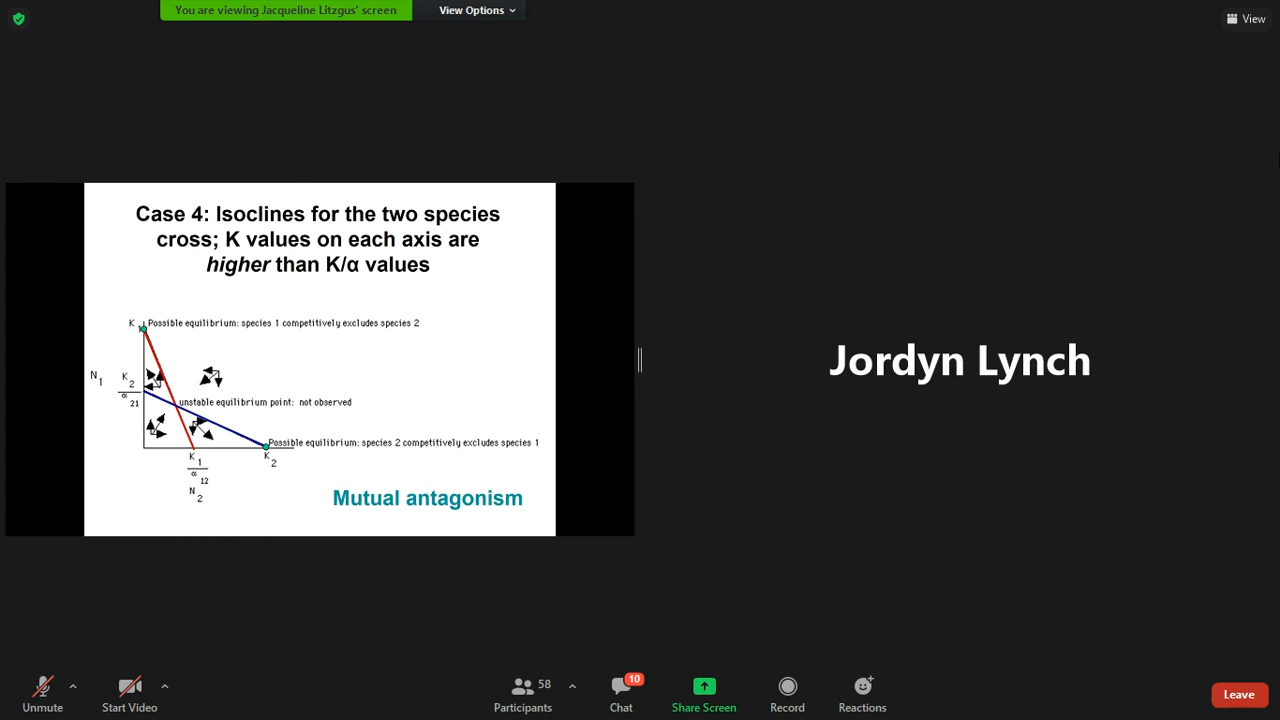 You are viewing Jacqueline Litzgus' screen
View Options
View
Case 4: Isoclines for the two species
cross; K values on each axis are
higher than K/α values
K
1
Possible equilibrium: species 1 competitively excludes species 2
N
1
K
2
α
21
unstable equilibrium point: not observed
Possible equilibrium: species 2 competitively excludes species 1
K
1
α
12
K
2
N
2
Mutual antagonism
Jordyn Lynch
Unmute
Start Video
58
Participants
10
Chat
Share Screen
Record
Reactions
Leave